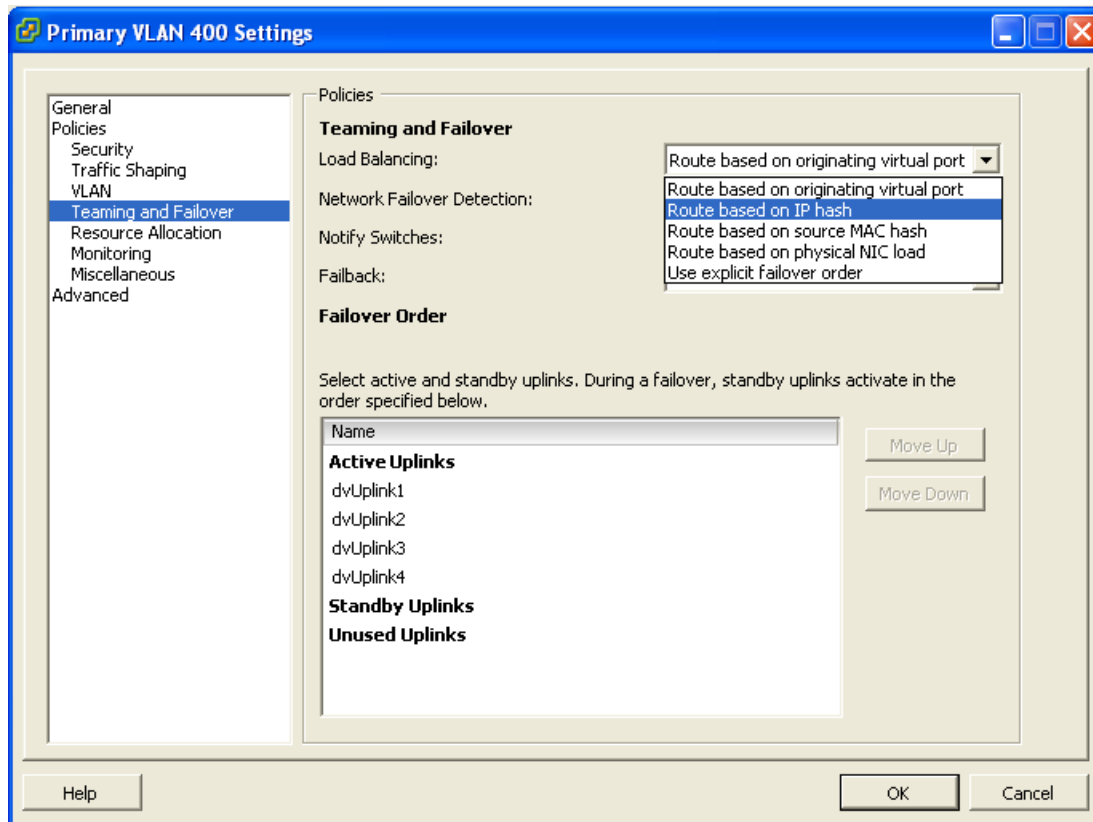 Primary VLAN 400 Settings
General
Policies
Security
Traffic Shaping
VLAN
Teaming and Failover
Resource Allocation
Monitoring
Miscellaneous
Advanced
Policies
Teaming and Failover
Load Balancing:
Route based on originating virtual port
Route based on originating virtual port
Route based on IP hash
Route based on source MAC hash
Route based on physical NIC load
Use explicit failover order
Network Failover Detection:
Notify Switches:
Failback:
Failover Order
Select active and standby uplinks. During a failover, standby uplinks activate in the
order specified below.
Name
Active Uplinks
dvUplink1
dvUplink2
dvUplink3
dvUplink4
Standby Uplinks
Unused Uplinks
Move Up
Move Down
Help
OK
Cancel